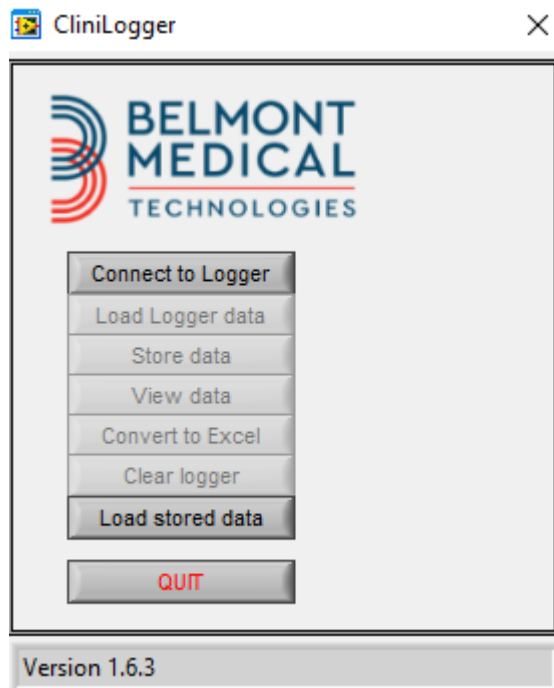 CliniLogger
BELMONT
MEDICAL
TECHNOLOGIES
Connect to Logger
Load Logger data
Store data
View data
Convert to Excel
Clear logger
Load stored data
QUIT
Version 1.6.3